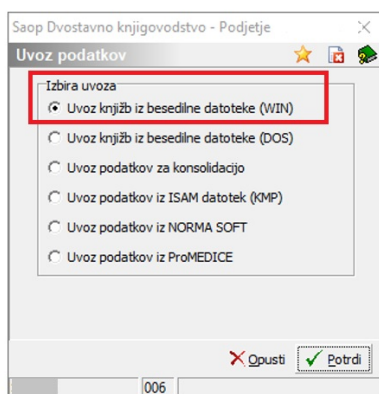 Saop Dvostavno knjigovodstvo - Podjetje
Uvoz podatkov
Izbira uvoza
Uvoz knjižb iz besedilne datoteke (WIN)
Uvoz knjižb iz besedilne datoteke (DOS)
Uvoz podatkov za konsolidacijo
Uvoz podatkov iz ISAM datotek (KMP)
Uvoz podatkov iz NORMA SOFT
Uvoz podatkov iz ProMEDICE
Opusti Potrdi
006